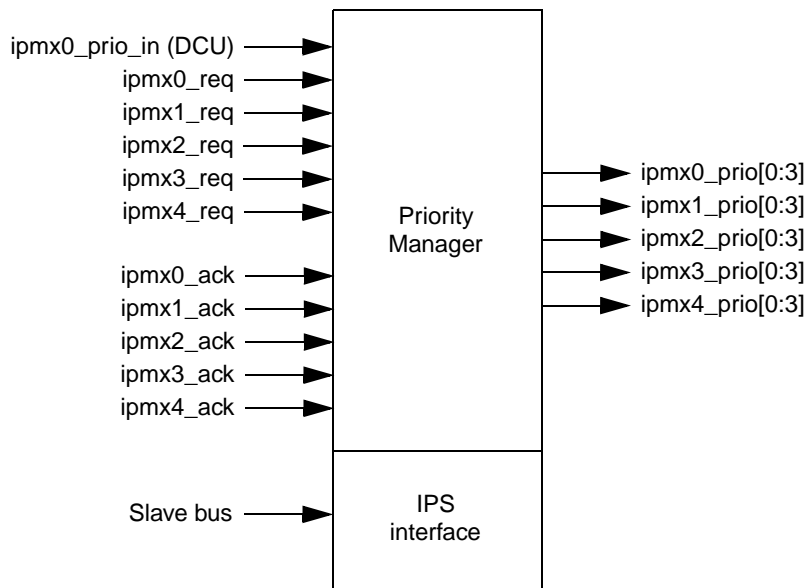 ipmx0_prio_in (DCU)
ipmx0_req
ipmx1_req
ipmx2_req
ipmx3_req
ipmx4_req
ipmx0_ack
ipmx1_ack
ipmx2_ack
ipmx3_ack
ipmx4_ack
Slave bus
Priority
Manager
IPS
interface
ipmx0_prio[0:3]
ipmx1_prio[0:3]
ipmx2_prio[0:3]
ipmx3_prio[0:3]
ipmx4_prio[0:3]